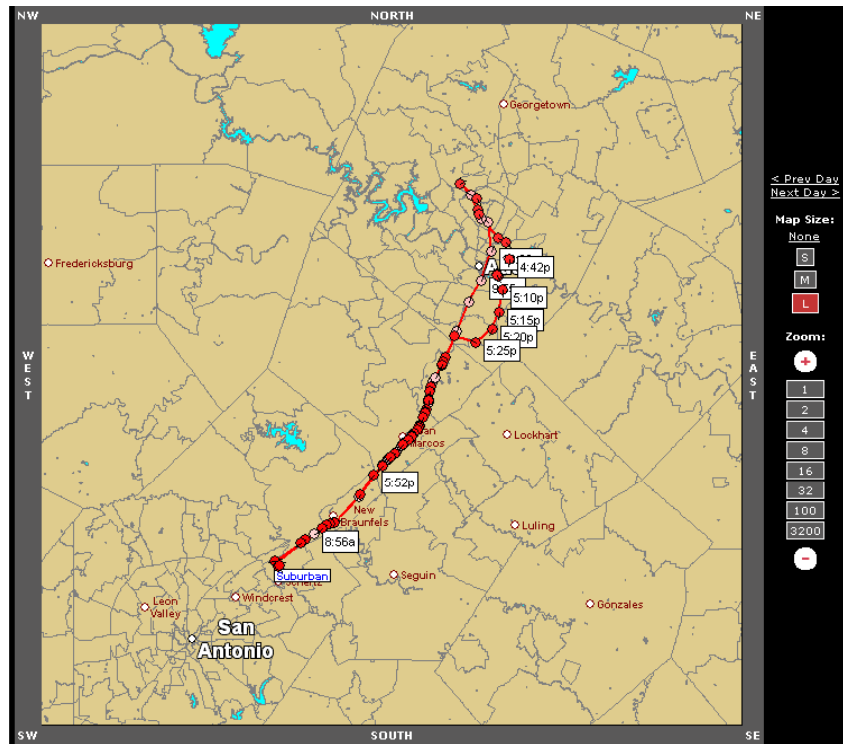 NW
NORTH
NE
Georgetown
< Prev Day
Next Day >
Map Size:
None
S
M
L
Fredericksburg
4:42p
5:10p
5:15p
5:20p
5:25p
WEST
EAST
Zoom:
+
1
2
4
8
16
32
100
3200
-
Marcos
Lockhart
5:52p
New
Braunfels
Luling
8:56a
Suburban
Seguin
Windcrest
Leon
Valley
Gonzales
San
Antonio
SW
SOUTH
SE